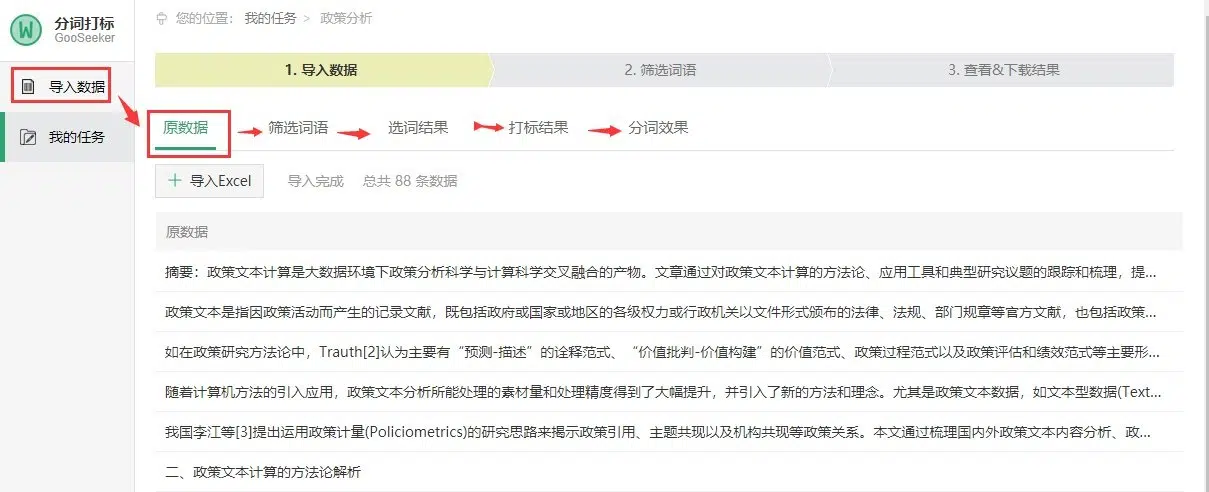 分词打标
GooSeeker
您的位置： 我的任务 > 政策分析
导入数据
我的任务
1. 导入数据 2. 筛选词语 3. 查看&下载结果
原数据 筛选词语 选词结果 打标结果 分词效果
+ 导入Excel 导入完成 总共 88 条数据
原数据
摘要：政策文本计算是大数据环境下政策分析科学与计算科学交叉融合的产物。文章通过对政策文本计算的方法论、应用工具和典型研究议题的跟踪和梳理，提...
政策文本是指因政策活动而产生的记录文献，既包括政府或国家或地区的各级权力或行政机关以文件形式颁布的法律、法规、部门规章等官方文献，也包括政策...
如在政策研究方法论中，Trauth[2]认为主要有“预测-描述”的诠释范式、“价值批判-价值构建”的价值范式、政策过程范式以及政策评估和绩效范式等主要形...
随着计算机方法的引入应用，政策文本分析所能处理的素材量和处理精度得到了大幅提升，并引入了新的方法和理念。尤其是政策文本数据，如文本型数据(Text...
我国李江等[3]提出运用政策计量(Policiometrics)的研究思路来揭示政策引用、主题共现以及机构共现等政策关系。本文通过梳理国内外政策文本内容分析、政...
二、政策文本计算的方法论解析